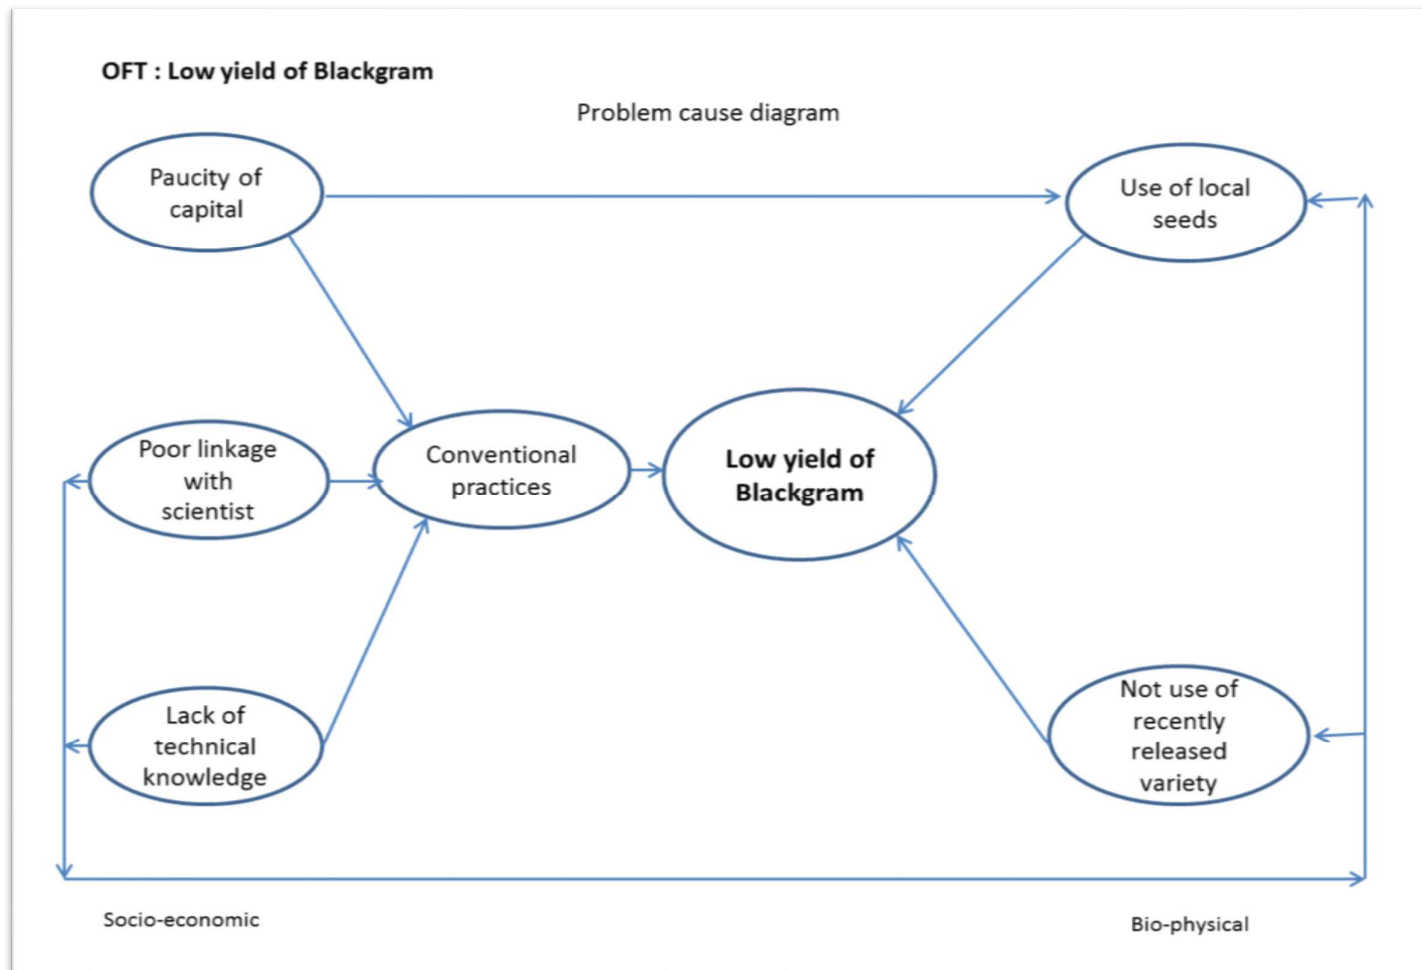 OFT : Low yield of Blackgram
Problem cause diagram
Paucity of
capital
Use of local
seeds
Poor linkage
with
scientist
Conventional
practices
Low yield of
Blackgram
Lack of
technical
knowledge
Not use of
recently
released
variety
Socio-economic
Bio-physical